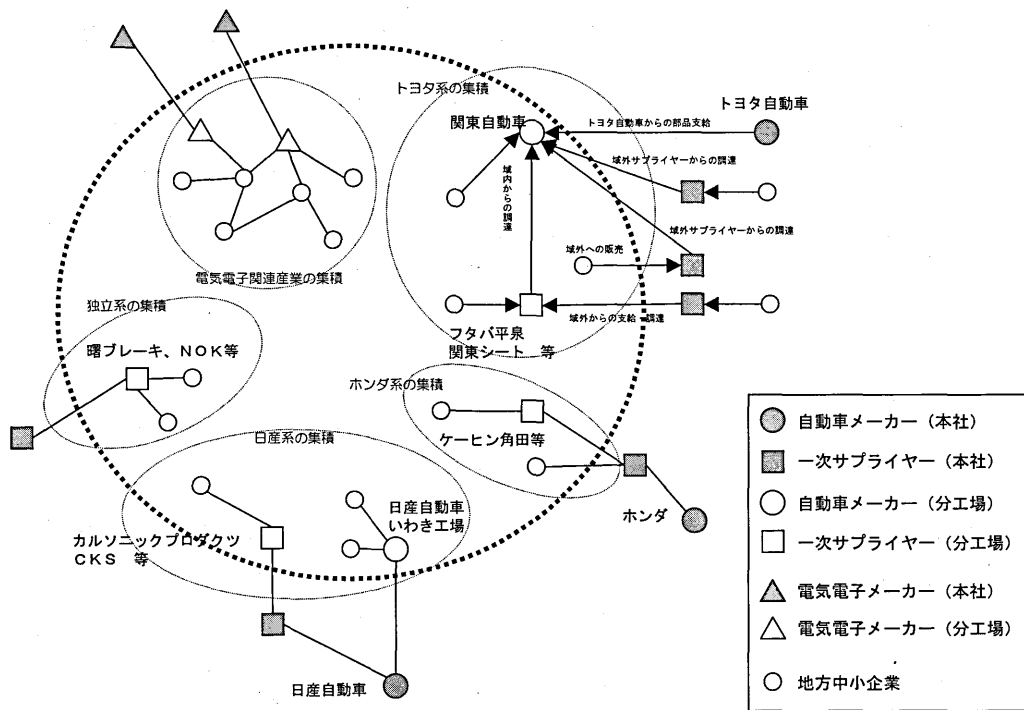 トヨタ系の集積
関東自動車
トヨタ自動車
トヨタ自動車からの部品支給
域外サプライヤーからの調達
域内からの調達
域外サプライヤーからの調達
域外への販売
電気電子関連産業の集積
独立系の集積
域外からの支給・調達
フタバ平泉
関東シート 等
曙ブレーキ、NOK等
ホンダ系の集積
ケーヒン角田等
日産系の集積
日産自動車
いわき工場
カルソニックプロダクツ
CKS 等
ホンダ
日産自動車
自動車メーカー(本社)
一次サプライヤー(本社)
自動車メーカー(分工場)
一次サプライヤー(分工場)
電気電子メーカー(本社)
電気電子メーカー(分工場)
地方中小企業